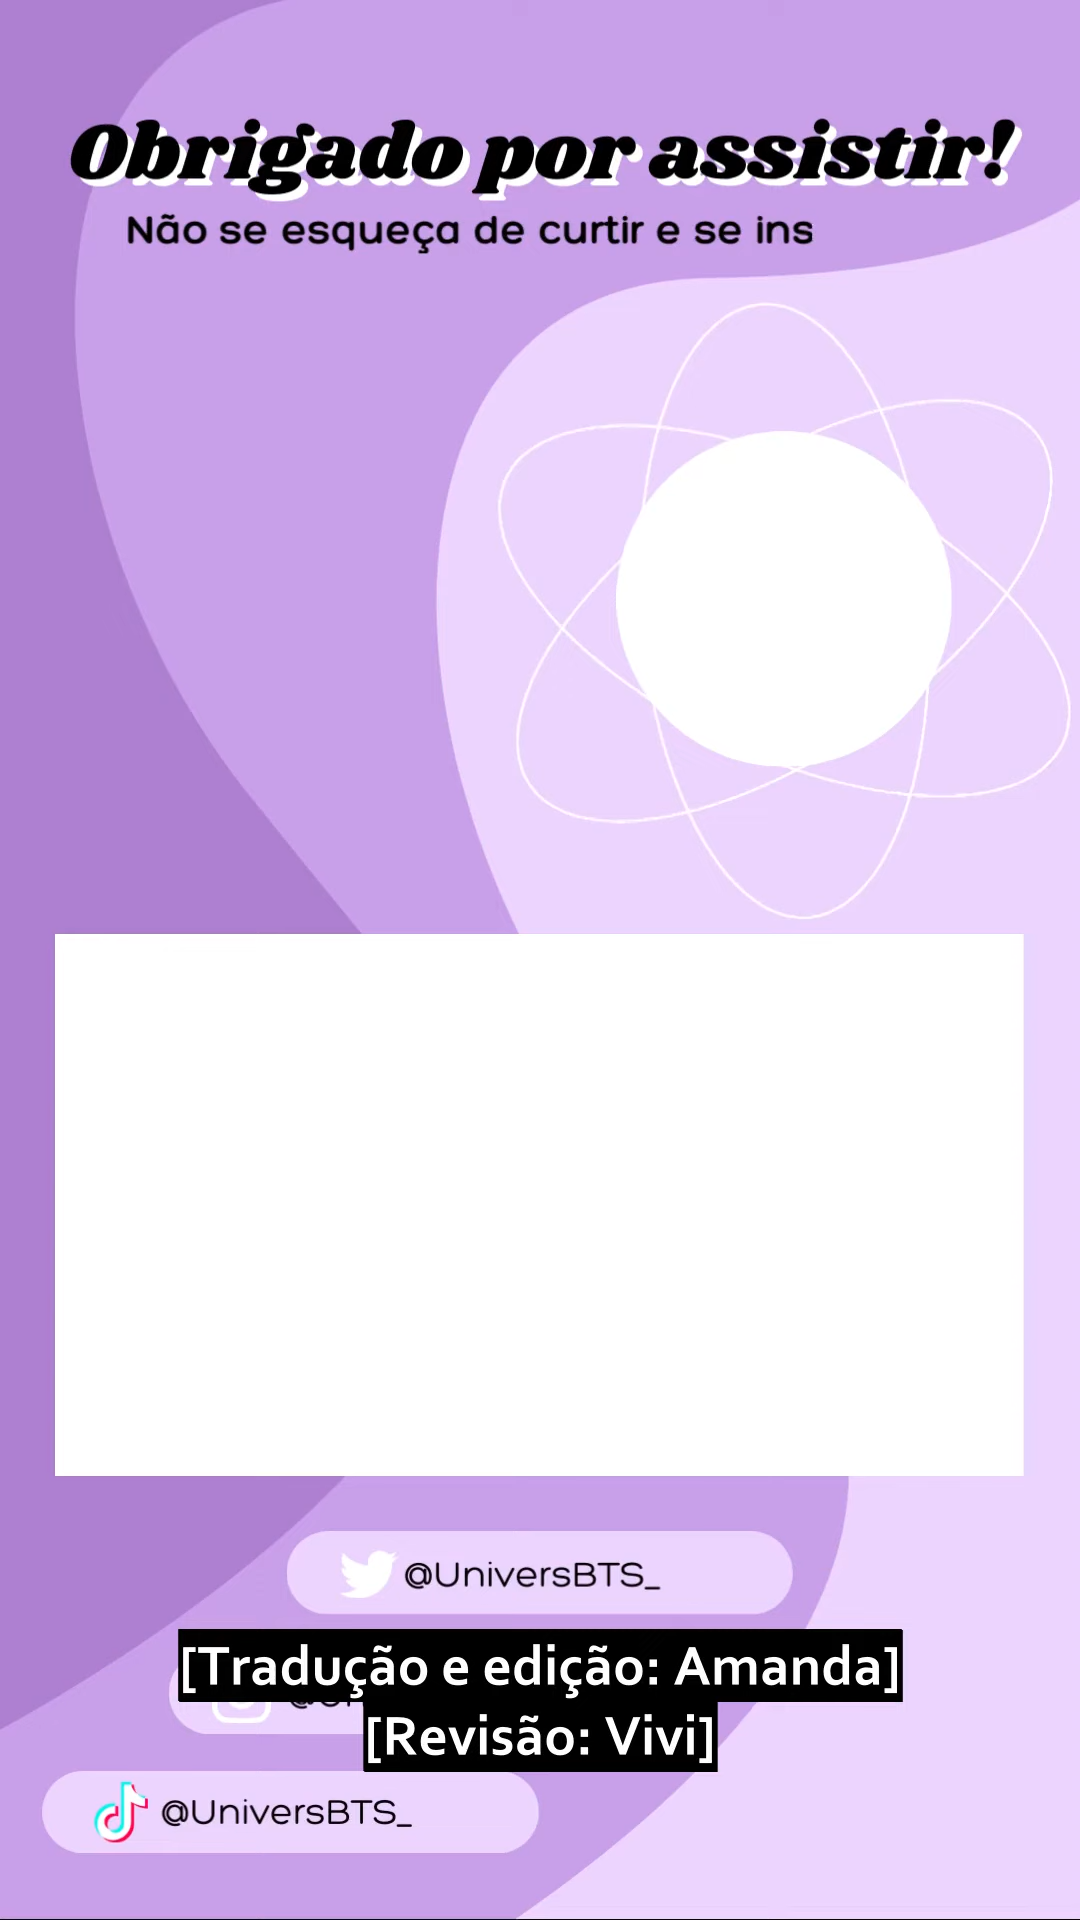 Obrigado por assistir!
Não se esqueça de curtir e se ins
@UniversBTS_
[Tradução e edição: Amanda]
[Revisão: Vivi]
@UniversBTS_